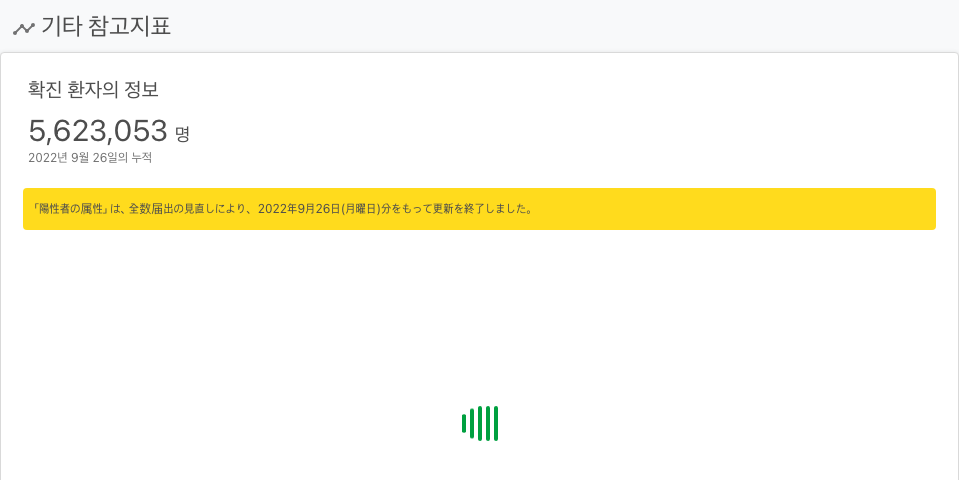 기타 참고지표
확진 환자의 정보
5,623,053 명
2022년 9월 26일의 누적
「陽性者の属性」は、全数届出の見直しにより、2022年9月26日(月曜日)分をもって更新を終了しました。